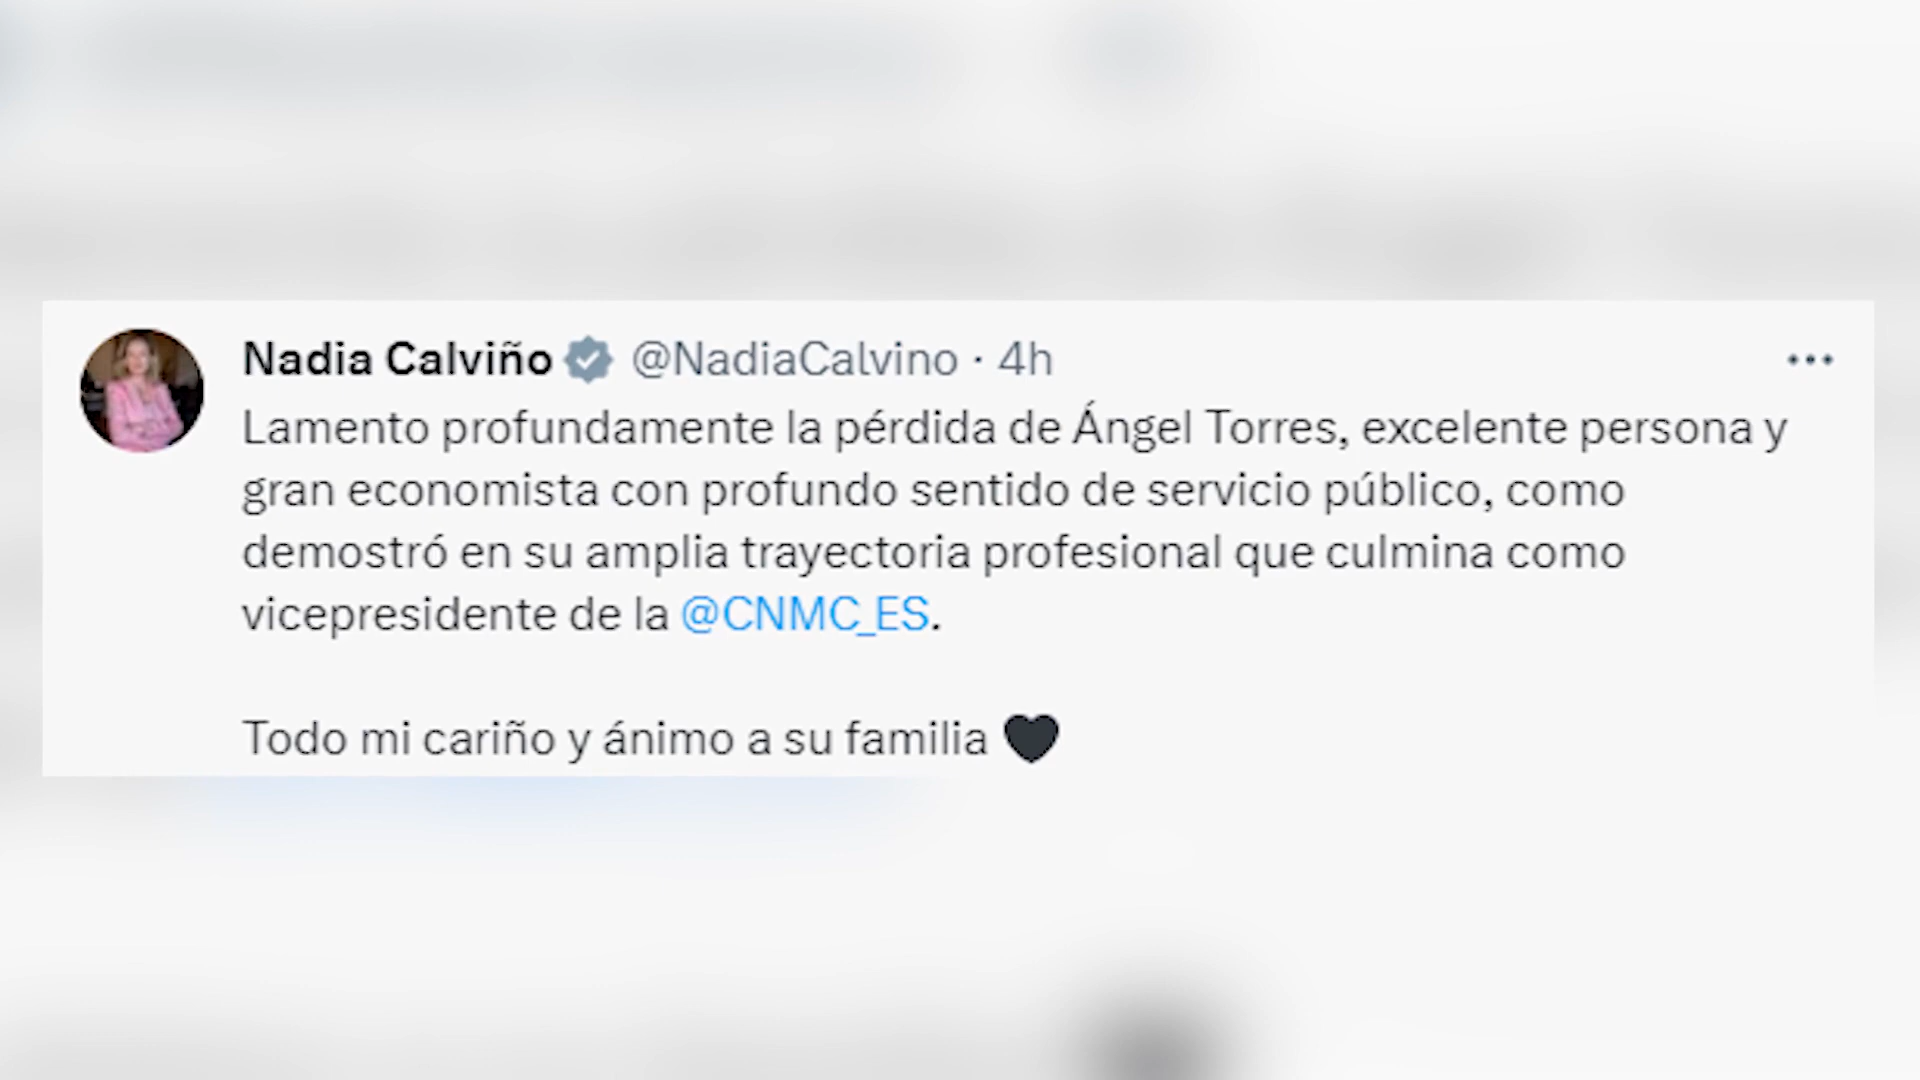 Nadia Calviño @NadiaCalvino · 4h
Lamento profundamente la pérdida de Ángel Torres, excelente persona y
gran economista con profundo sentido de servicio público, como
demostró en su amplia trayectoria profesional que culmina como
vicepresidente de la @CNMC_ES.
Todo mi cariño y ánimo a su familia 🖤